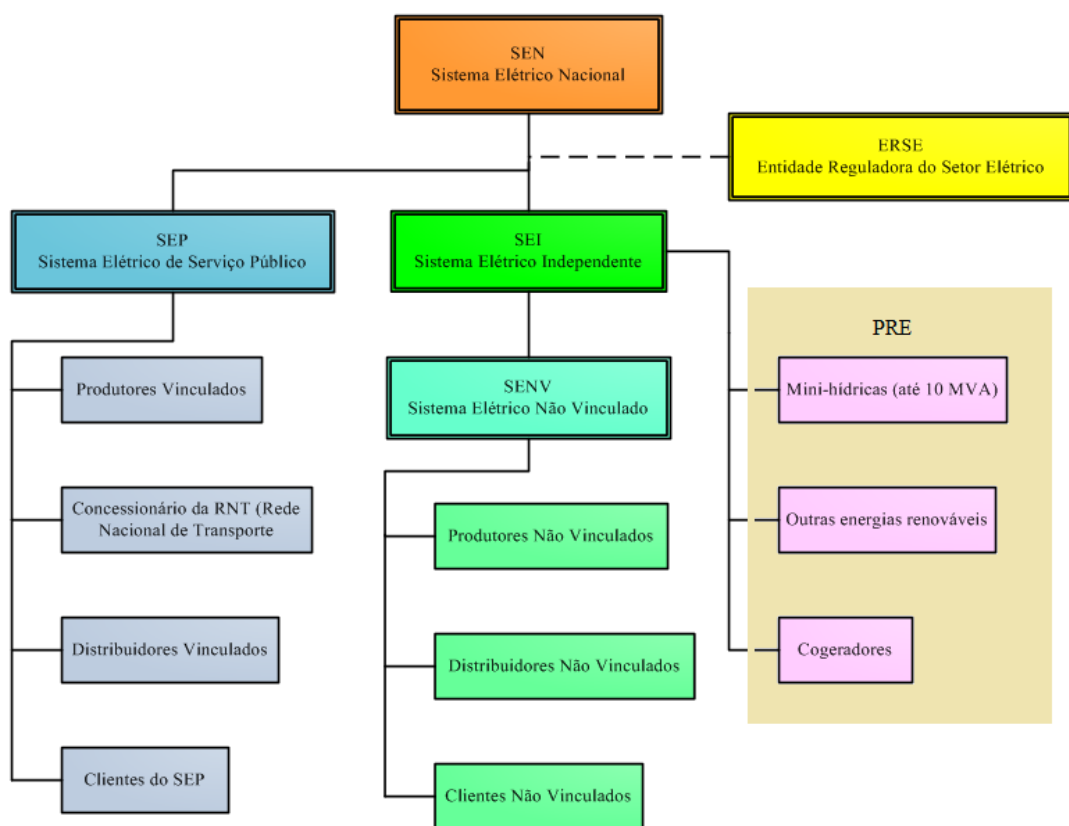 SEN
Sistema Elétrico Nacional
ERSE
Entidade Reguladora do Setor Elétrico
SEP
Sistema Elétrico de Serviço Público
SEI
Sistema Elétrico Independente
PRE
Produtores Vinculados
SENV
Sistema Elétrico Não Vinculado
Mini-hídricas (até 10 MVA)
Concessionário da RNT (Rede
Nacional de Transporte
Produtores Não Vinculados
Outras energias renováveis
Distribuidores Vinculados
Distribuidores Não Vinculados
Cogeradores
Clientes do SEP
Clientes Não Vinculados